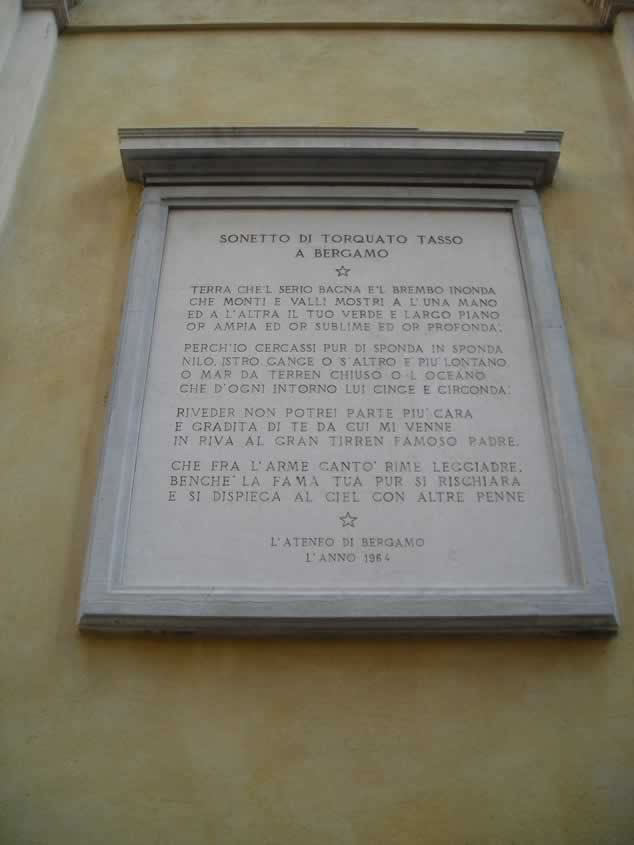 SONETTO DI TORQUATO TASSO
A BERGAMO
TERRA CHE'L SERIO BAGNA E'L BREMBO INONDA
CHE MONTI E VALLI MOSTRI A L'UNA MANO
ED A L'ALTRA IL TUO VERDE E LARGO PIANO
OR AMPIA ED OR SUBLIME ED OR PROFONDA;
PERCH'IO CERCASSI PUR DI SPONDA IN SPONDA
NILO, ISTRO, GANGE O S'ALTRO E' PIU' LONTANO
O MAR DA TERREN CHIUSO O L OCEANO
CHE D'OGNI INTORNO LUI CINGE E CIRCONDA;
RIVEDER NON POTREI PARTE PIU' CARA
E GRADITA DI TE DA CUI MI VENNE
IN RIVA AL GRAN TIRREN FAMOSO PADRE,
CHE FRA L'ARME CANTO' RIME LEGGIADRE,
BENCHE' LA FAMA TUA PUR SI RISCHIARA
E SI DISPIEGA AL CIEL CON ALTRE PENNE
L'ATENEO DI BERGAMO
L'ANNO 1964